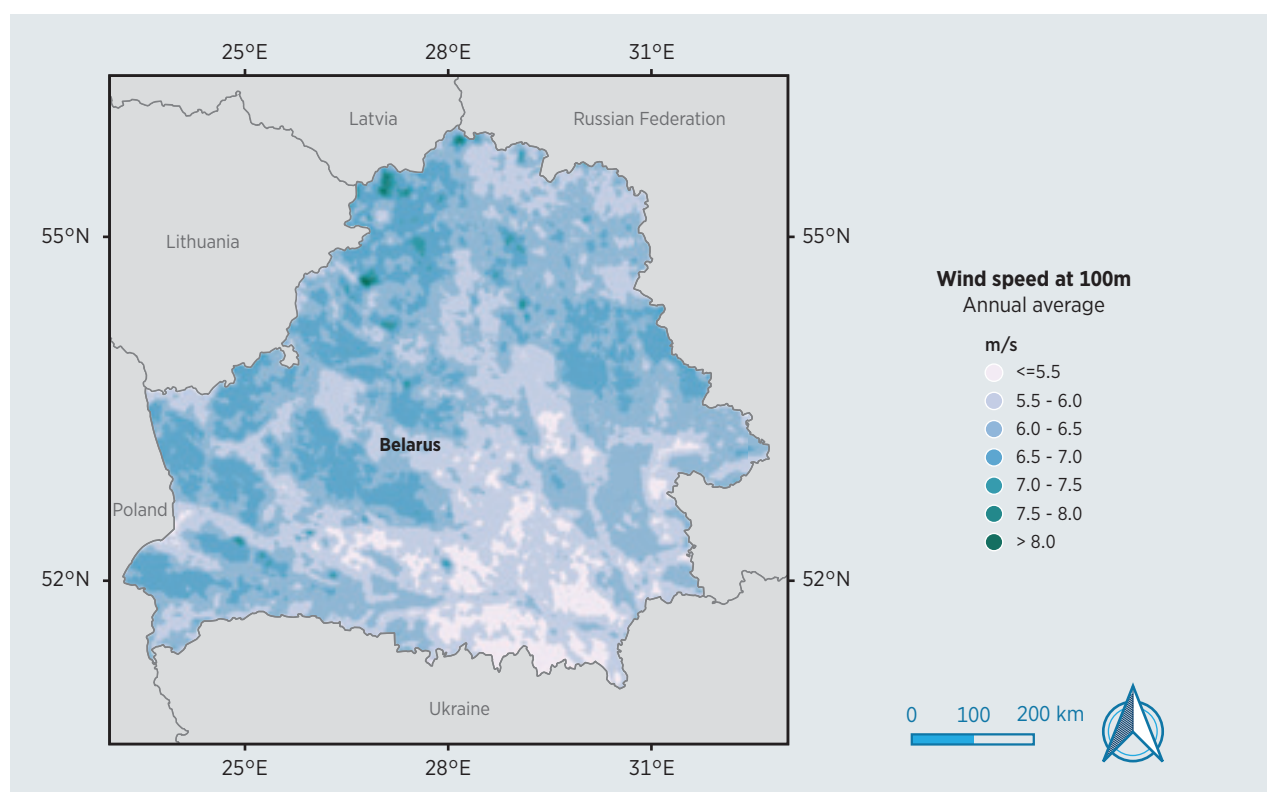 25°E 28°E 31°E
Latvia Russian Federation
55°N 55°N
Lithuania
Belarus
Poland
52°N 52°N
Ukraine
25°E 28°E 31°E
Wind speed at 100m
Annual average
m/s
<=5.5
5.5 - 6.0
6.0 - 6.5
6.5 - 7.0
7.0 - 7.5
7.5 - 8.0
> 8.0
0 100 200 km